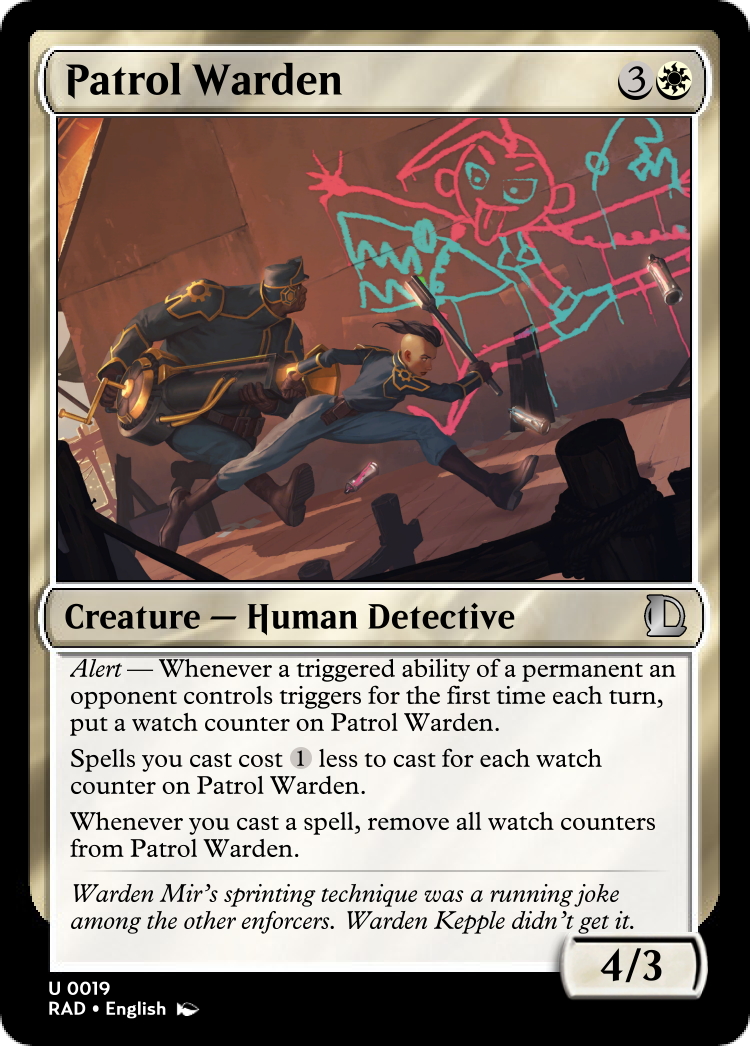 Patrol Warden 3
Creature — Human Detective
Alert — Whenever a triggered ability of a permanent an
opponent controls triggers for the first time each turn,
put a watch counter on Patrol Warden.
Spells you cast cost 1 less to cast for each watch
counter on Patrol Warden.
Whenever you cast a spell, remove all watch counters
from Patrol Warden.
Warden Mir's sprinting technique was a running joke
among the other enforcers. Warden Kepple didn't get it.
4/3
U 0019
RAD • English